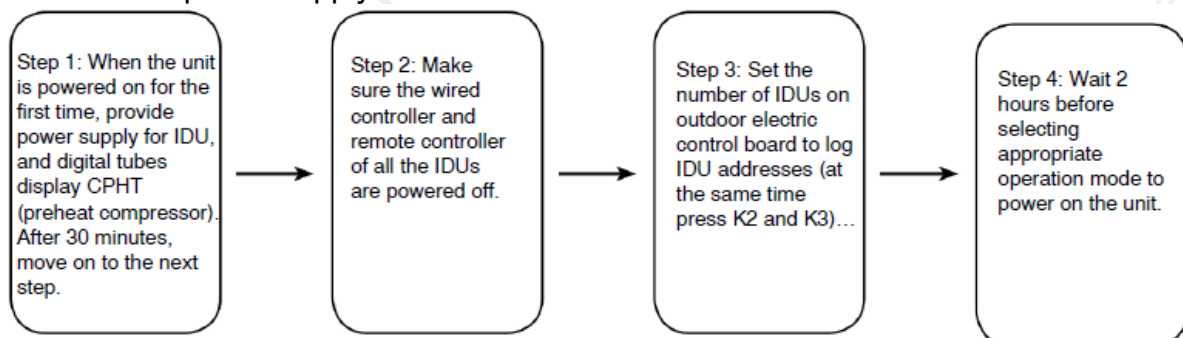 Step 1: When the unit
is powered on for the
first time, provide
power supply for IDU,
and digital tubes
display CPHT
(preheat compressor).
After 30 minutes,
move on to the next
step.
Step 2: Make
sure the wired
controller and
remote controller
of all the IDUs
are powered off.
Step 3: Set the
number of IDUs on
outdoor electric
control board to log
IDU addresses (at
the same time
press K2 and K3)…
Step 4: Wait 2
hours before
selecting
appropriate
operation mode to
power on the unit.